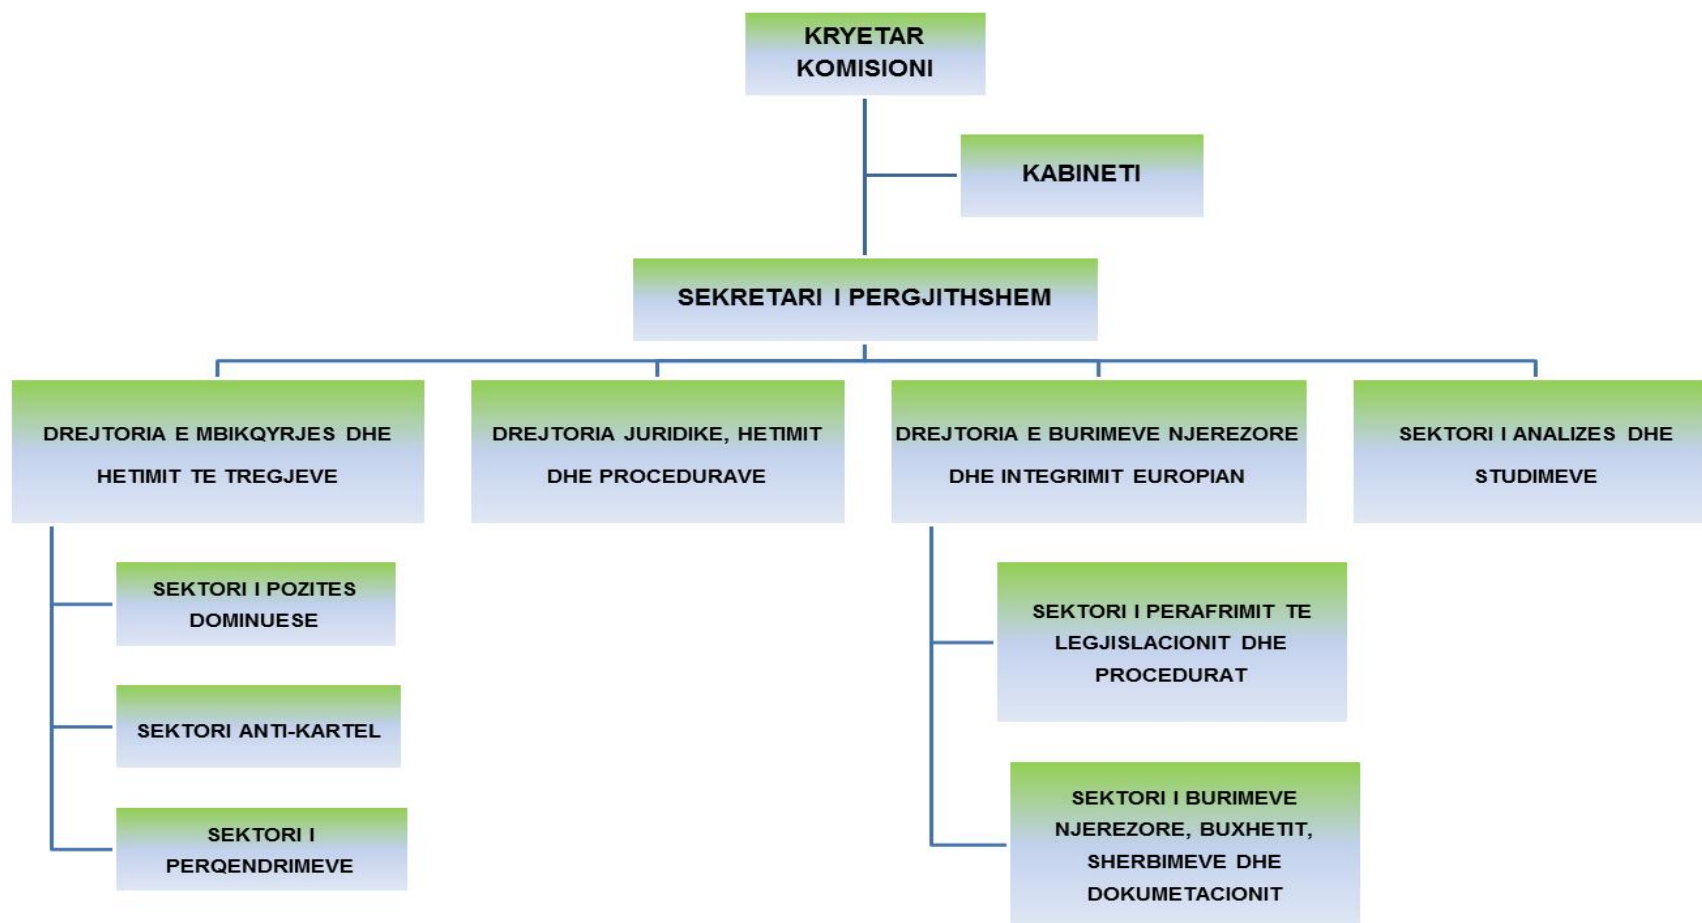 KRYETAR
KOMISIONI
KABINETI
SEKRETARI I PERGJITHSHEM
DREJTORIA E MBIKQYRJES DHE
HETIMIT TE TREGJEVE
DREJTORIA JURIDIKE, HETIMIT
DHE PROCEDURAVE
DREJTORIA E BURIMEVE NJEREZORE
DHE INTEGRIMIT EUROPIAN
SEKTORI I ANALIZES DHE
STUDIMEVE
SEKTORI I POZITES
DOMINUESE
SEKTORI ANTI-KARTEL
SEKTORI I
PERQENDRIMEVE
SEKTORI I PERAFRIMIT TE
LEGJISLACIONIT DHE
PROCEDURAT
SEKTORI I BURIMEVE
NJEREZORE, BUXHETIT,
SHERBIMEVE DHE
DOKUMETACIONIT